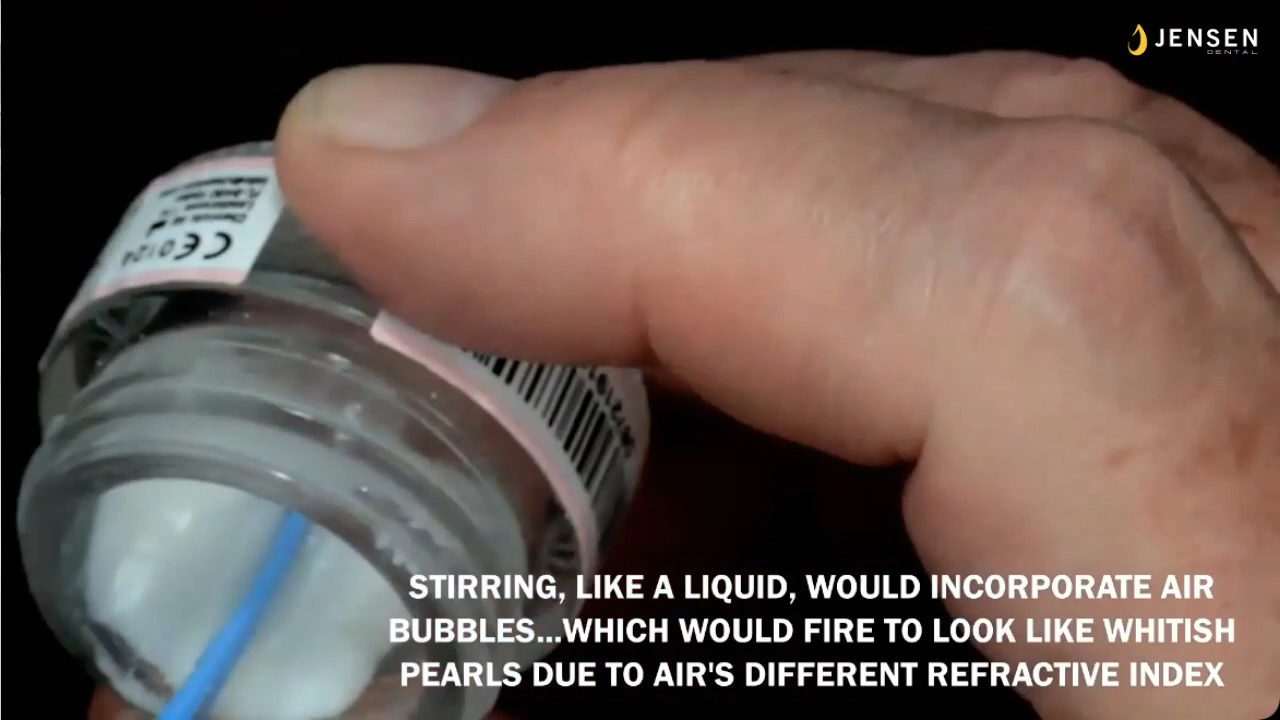 JENSEN
DENTAL
CE0124
STIRRING, LIKE A LIQUID, WOULD INCORPORATE AIR
BUBBLES...WHICH WOULD FIRE TO LOOK LIKE WHITISH
PEARLS DUE TO AIR'S DIFFERENT REFRACTIVE INDEX